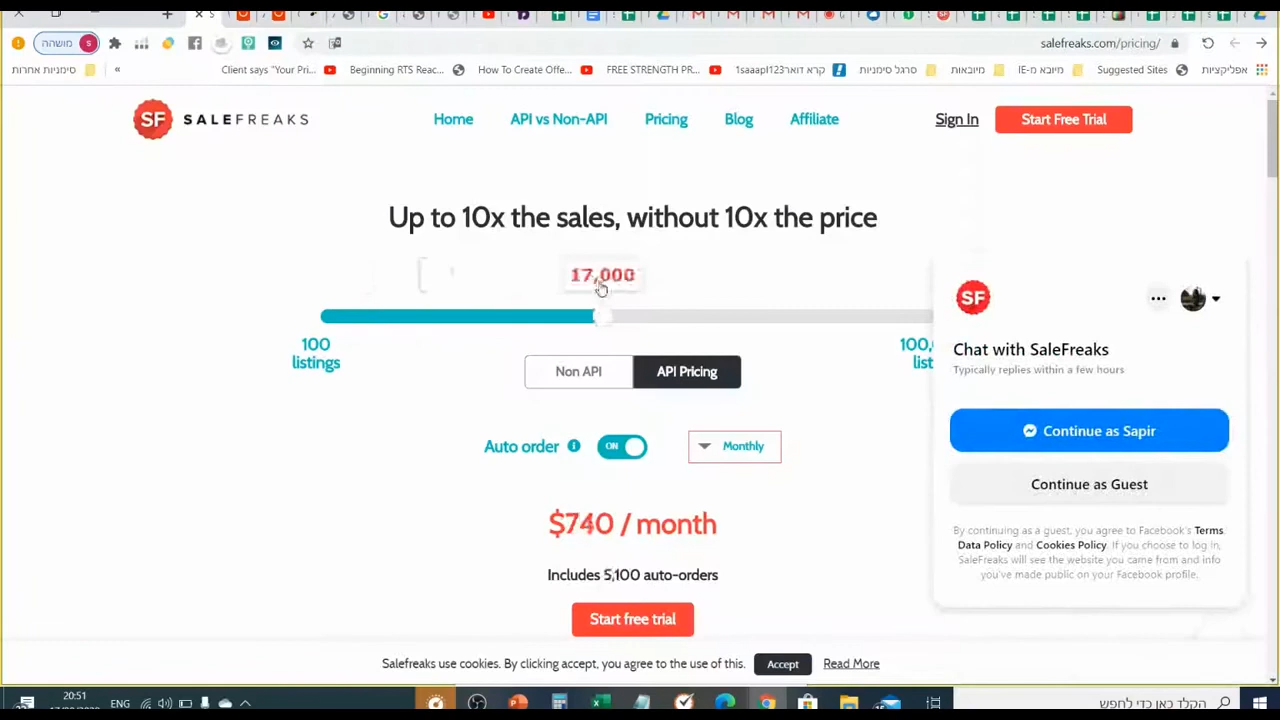 מושהה S
salefreaks.com/pricing/
סימניות אחרות
«
Client says "Your Pri...
Beginning RTS Reac...
How To Create Offe...
FREE STRENGTH PR...
קרא דואר1saaapl123
סרגל סימניות
מיובאות
מיובא מ-IE
Suggested Sites
אפליקציות
SF SALEFREAKS
Home
API vs Non-API
Pricing
Blog
Affiliate
Sign In
Start Free Trial
Up to 10x the sales, without 10x the price
17,000
100
listings
Non API
API Pricing
Auto order
ON
Monthly
$740 / month
Includes 5,100 auto-orders
Start free trial
SF
Chat with SaleFreaks
Typically replies within a few hours
Continue as Sapir
Continue as Guest
By continuing as a guest, you agree to Facebook's Terms,
Data Policy and Cookies Policy. If you choose to log in,
SaleFreaks will see the website you came from and info
you've made public on your Facebook profile.
Salefreaks use cookies. By clicking accept, you agree to the use of this.
Accept
Read More
20:51
ENG
הקלד כאן כדי לחפש